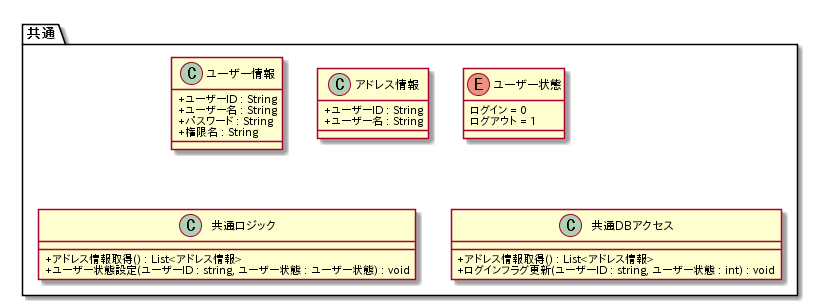 共通
C ユーザー情報
+ユーザーID : String
+ユーザー名 : String
+パスワード : String
+権限名 : String
C アドレス情報
+ユーザーID : String
+ユーザー名 : String
E ユーザー状態
ログイン = 0
ログアウト = 1
C 共通ロジック
+アドレス情報取得() : List<アドレス情報>
+ユーザー状態設定(ユーザーID : string, ユーザー状態 : ユーザー状態) : void
C 共通DBアクセス
+アドレス情報取得() : List<アドレス情報>
+ログインフラグ更新(ユーザーID : string, ユーザー状態 : int) : void